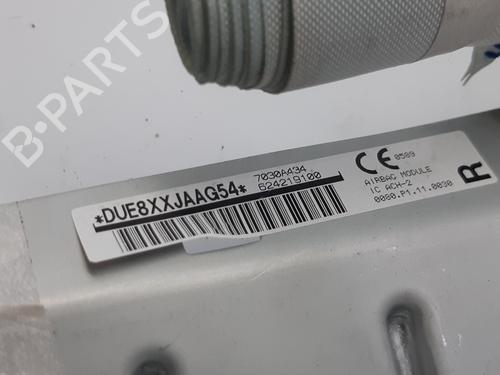 B-PARTS
7030A434
*DUE8XXJAAG54* 624219100
CE 0589
AIRBAG MODULE
IC ACH-2
0080.P1.11.0030
R